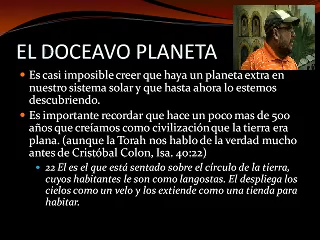 EL DOCEAVO PLANETA
Es casi imposible creer que haya un planeta extra en
nuestro sistema solar y que hasta ahora lo estemos
descubriendo.
Es importante recordar que hace un poco mas de 500
años que creíamos como civilización que la tierra era
plana. (aunque la Torah nos hablo de la verdad mucho
antes de Cristóbal Colon, Isa. 40:22)
22 El es el que está sentado sobre el círculo de la tierra,
cuyos habitantes le son como langostas. El despliega los
cielos como un velo y los extiende como una tienda para
habitar.